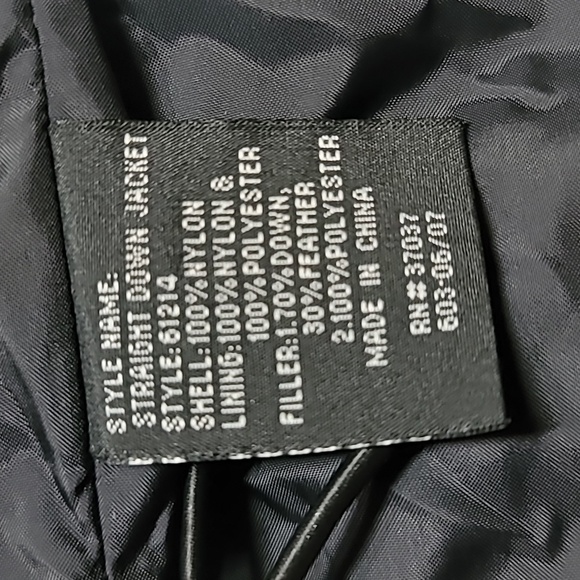 STYLE NAME:
STRAIGHT DOWN JACKET
STYLE:61214
SHELL:100%NYLON
LINING:100%NYLON &
100%POLYESTER
FILLER:1.70%DOWN,
30%FEATHER
2.100%POLYESTER
MADE IN CHINA
RN# 37037
603-06/07